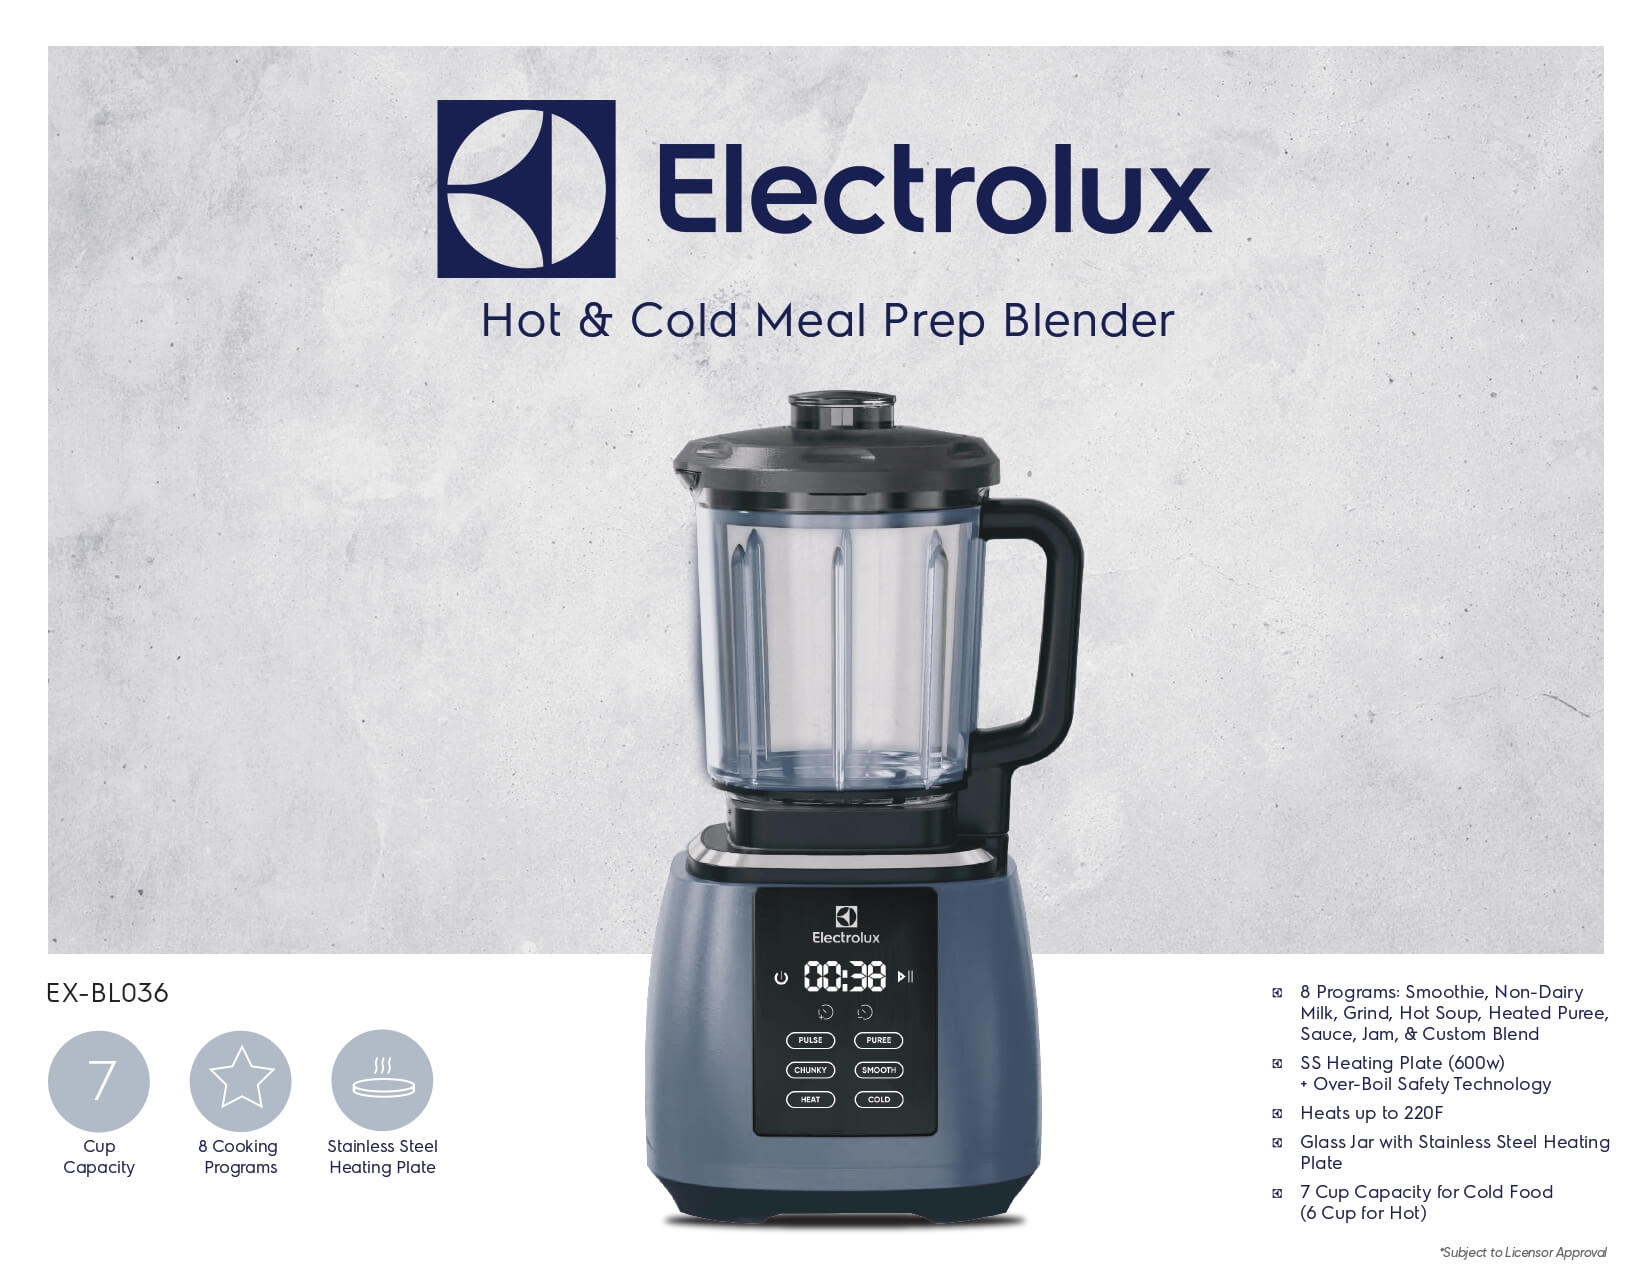 Electrolux
Hot & Cold Meal Prep Blender
Electrolux
00:38
PULSE PUREE
CHUNKY SMOOTH
HEAT COLD
EX-BL036
7
Cup
Capacity
8 Cooking
Programs
Stainless Steel
Heating Plate
8 Programs: Smoothie, Non-Dairy
Milk, Grind, Hot Soup, Heated Puree,
Sauce, Jam, & Custom Blend
SS Heating Plate (600w)
+ Over-Boil Safety Technology
Heats up to 220F
Glass Jar with Stainless Steel Heating
Plate
7 Cup Capacity for Cold Food
(6 Cup for Hot)
*Subject to Licensor Approval